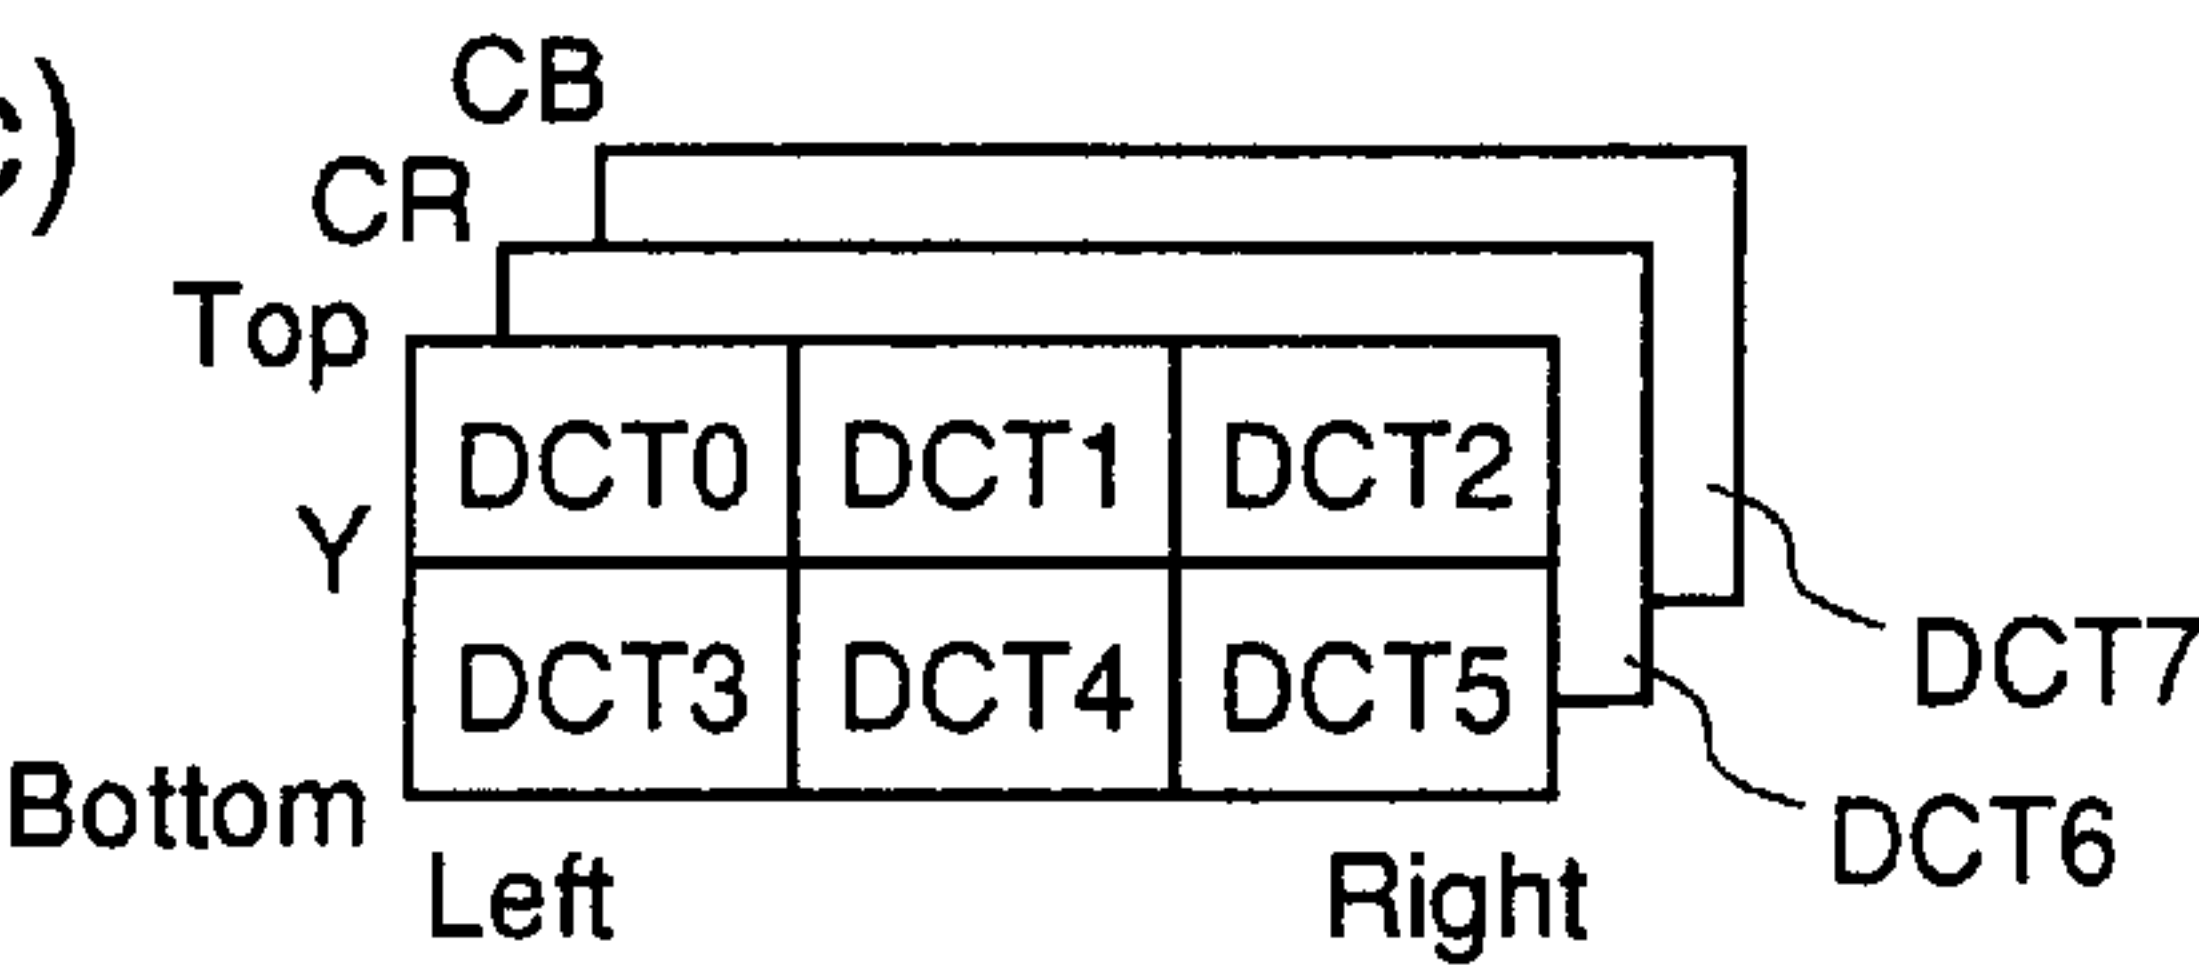 c)
CB
CR
Top
DCT0 DCT1 DCT2
Y
DCT7
DCT3 DCT4 DCT5
Bottom
DCT6
Left Right